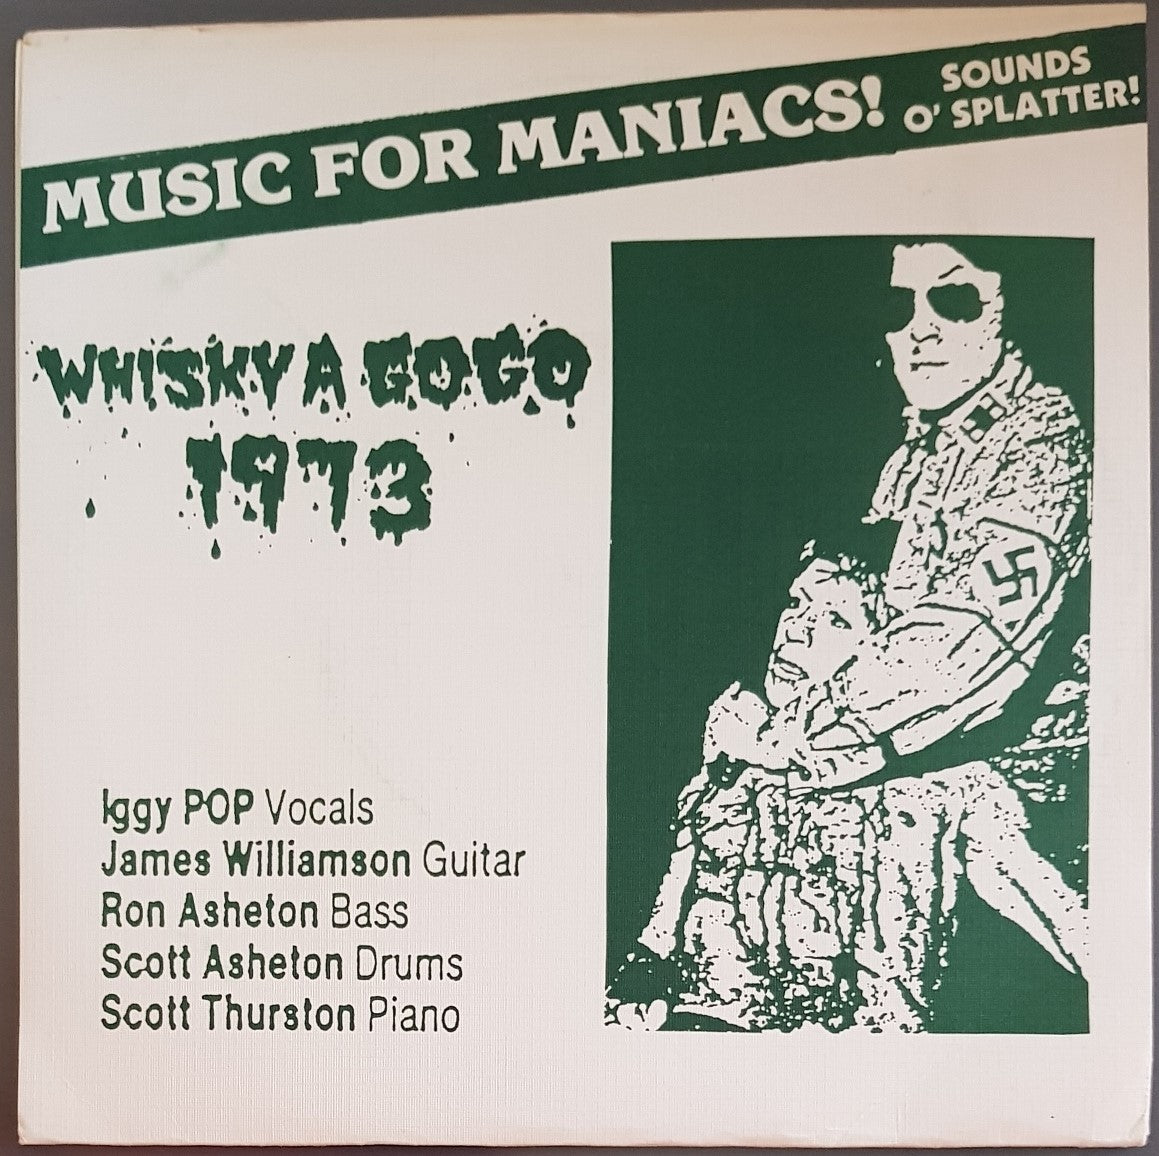 MUSIC FOR MANIACS!
SOUNDS
O' SPLATTER!
WHISKY A GOGO
1973
Iggy POP Vocals
James Williamson Guitar
Ron Asheton Bass
Scott Asheton Drums
Scott Thurston Piano